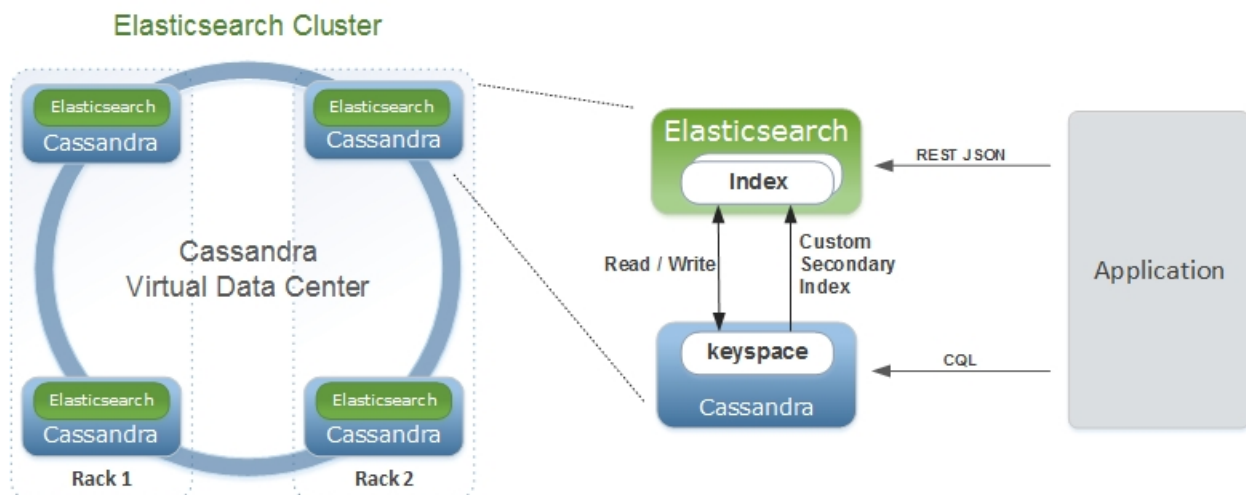 Elasticsearch Cluster
Elasticsearch
Cassandra
Elasticsearch
Cassandra
Cassandra
Virtual Data Center
Elasticsearch
Cassandra
Elasticsearch
Cassandra
Rack 1
Rack 2
Elasticsearch
Index
Read / Write
Custom
Secondary
Index
keyspace
Cassandra
REST JSON
CQL
Application